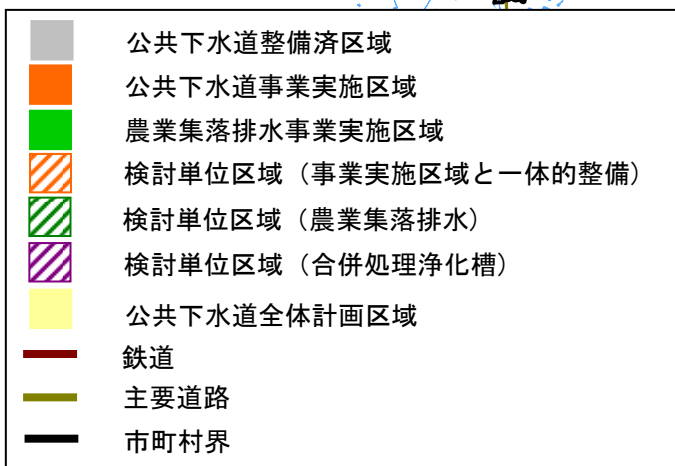 公共下水道整備済区域
公共下水道事業実施区域
農業集落排水事業実施区域
検討単位区域（事業実施区域と一体的整備）
検討単位区域（農業集落排水）
検討単位区域（合併処理浄化槽）
公共下水道全体計画区域
鉄道
主要道路
市町村界